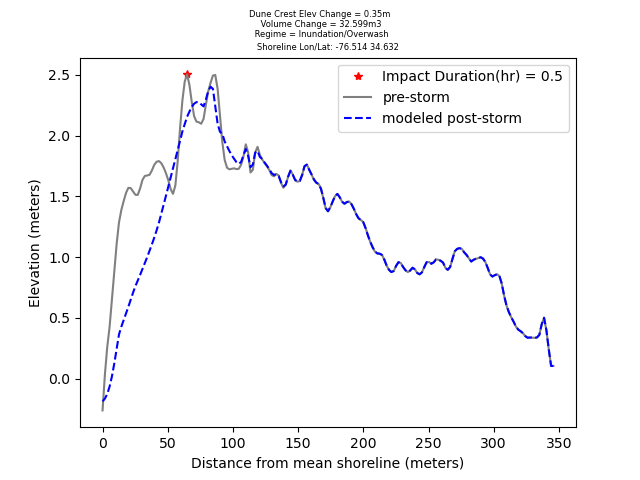 Dune Crest Elev Change = 0.35m
Volume Change = 32.599m3
Regime = Inundation/Overwash
Shoreline Lon/Lat: -76.514 34.632
Impact Duration(hr) = 0.5
pre-storm
modeled post-storm
Elevation (meters)
2.5
2.0
1.5
1.0
0.5
0.0
0 50 100 150 200 250 300 350
Distance from mean shoreline (meters)